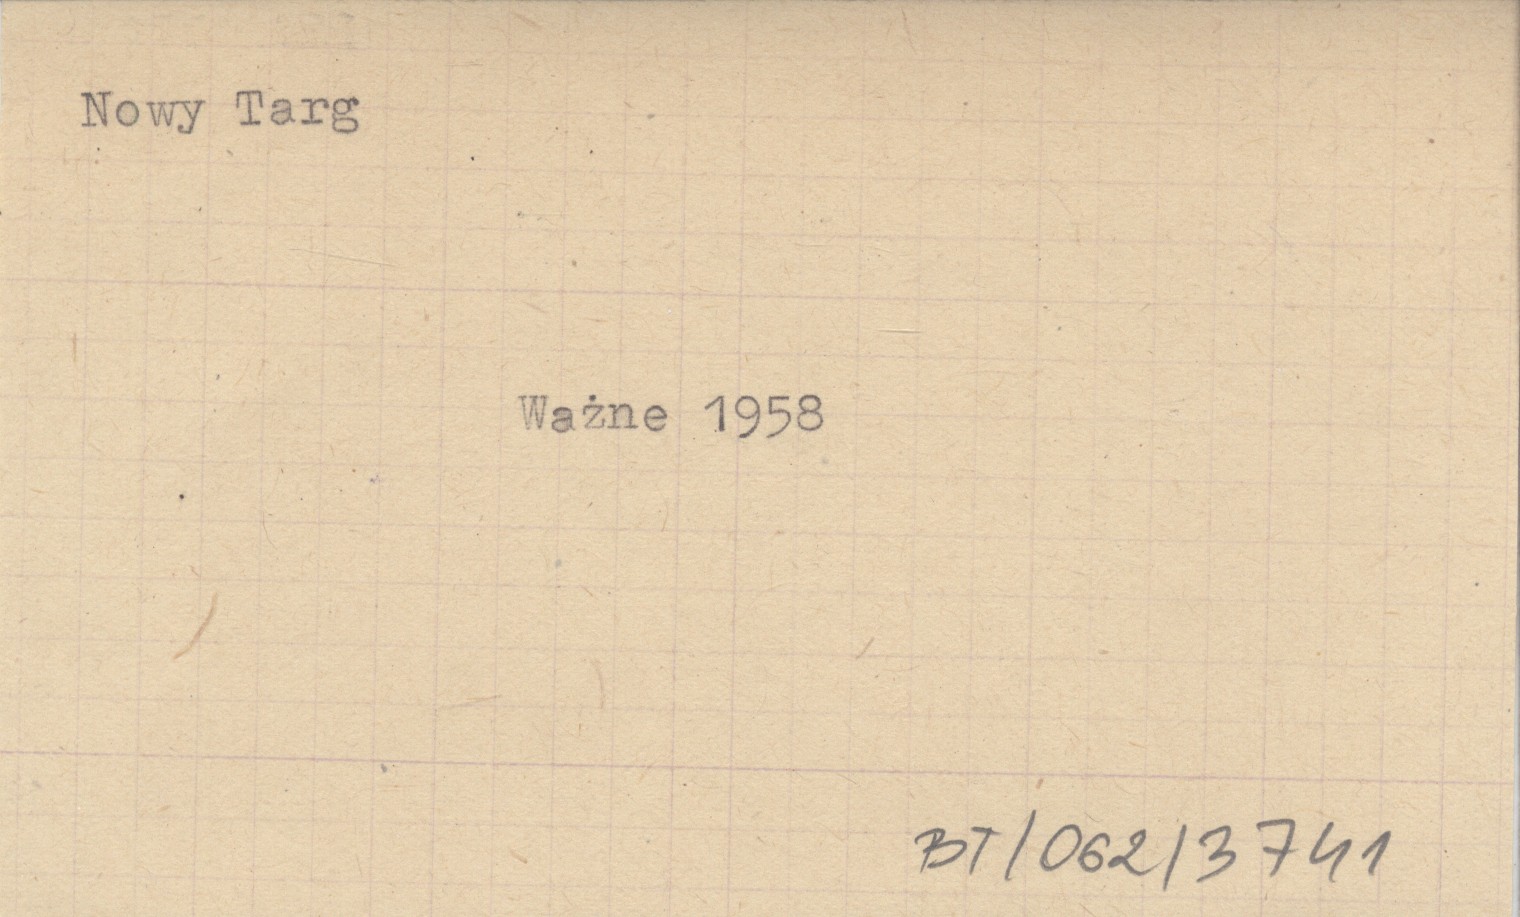 Nowy Targ
Ważne 1958
BT/062/3741